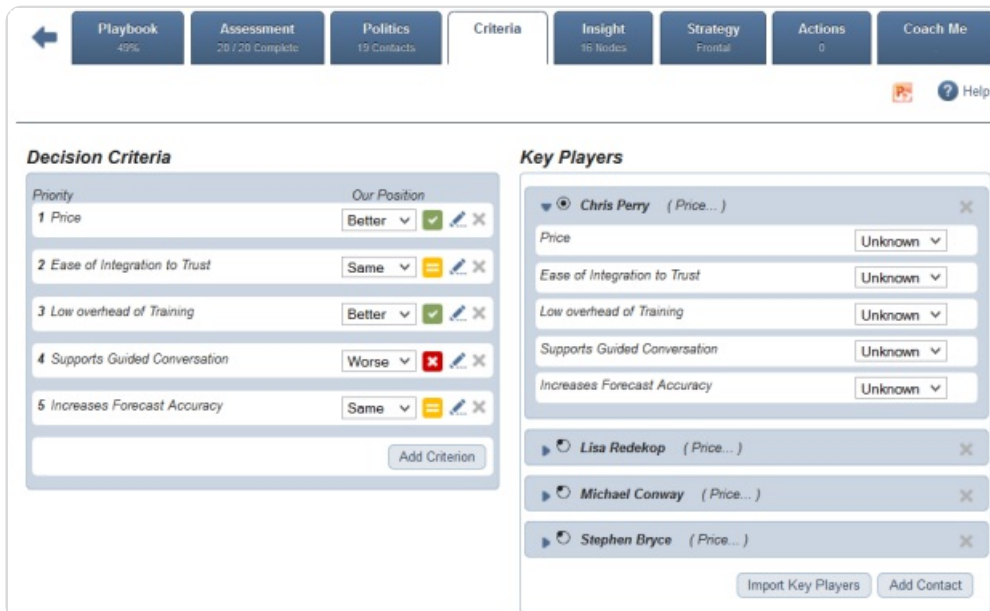 Playbook
49%
Assessment
20 / 20 Complete
Politics
19 Contacts
Criteria
Insight
16 Nodes
Strategy
Frontal
Actions
0
Coach Me
Help
Decision Criteria
Priority Our Position
1 Price Better
2 Ease of Integration to Trust Same
3 Low overhead of Training Better
4 Supports Guided Conversation Worse
5 Increases Forecast Accuracy Same
Add Criterion
Key Players
Chris Perry ( Price... )
Price Unknown
Ease of Integration to Trust Unknown
Low overhead of Training Unknown
Supports Guided Conversation Unknown
Increases Forecast Accuracy Unknown
Lisa Redekop ( Price... )
Michael Conway ( Price... )
Stephen Bryce ( Price... )
Import Key Players Add Contact